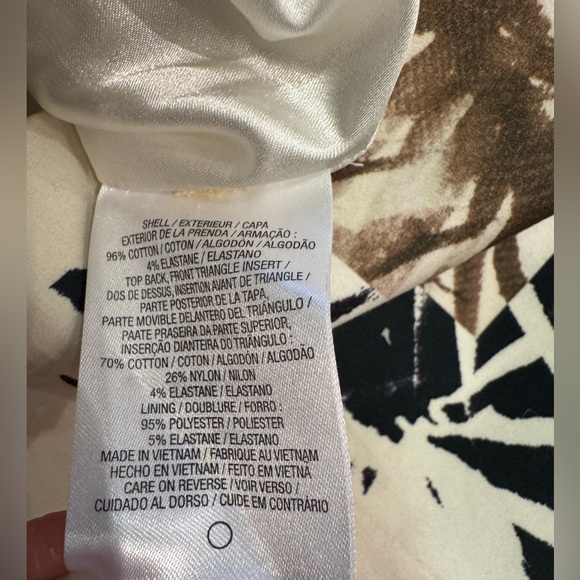 SHELL / EXTERIEUR / CAPA
EXTERIOR DE LA PRENDA / ARMAÇÃO :
96% COTTON / COTON / ALGODÓN / ALGODÃO
4% ELASTANE / ELASTANO
TOP BACK, FRONT TRIANGLE INSERT /
DOS DE DESSUS, INSERTION AVANT DE TRIANGLE /
PARTE POSTERIOR DE LA TAPA,
PARTE MOVIBLE DELANTERO DEL TRIÁNGULO /
PAATE PRASEIRA DA PARTE SUPERIOR,
INSERÇÃO DIANTEIRA DO TRIÂNGULO :
70% COTTON / COTON / ALGODÓN / ALGODÃO
26% NYLON / NILON
4% ELASTANE / ELASTANO
LINING / DOUBLURE / FORRO :
95% POLYESTER / POLIESTER
5% ELASTANE / ELASTANO
MADE IN VIETNAM / FABRIQUE AU VIETNAM
HECHO EN VIETNAM / FEITO EM VIETNA
CARE ON REVERSE / VOIR VERSO /
CUIDADO AL DORSO / CUIDE EM CONTRÁRIO